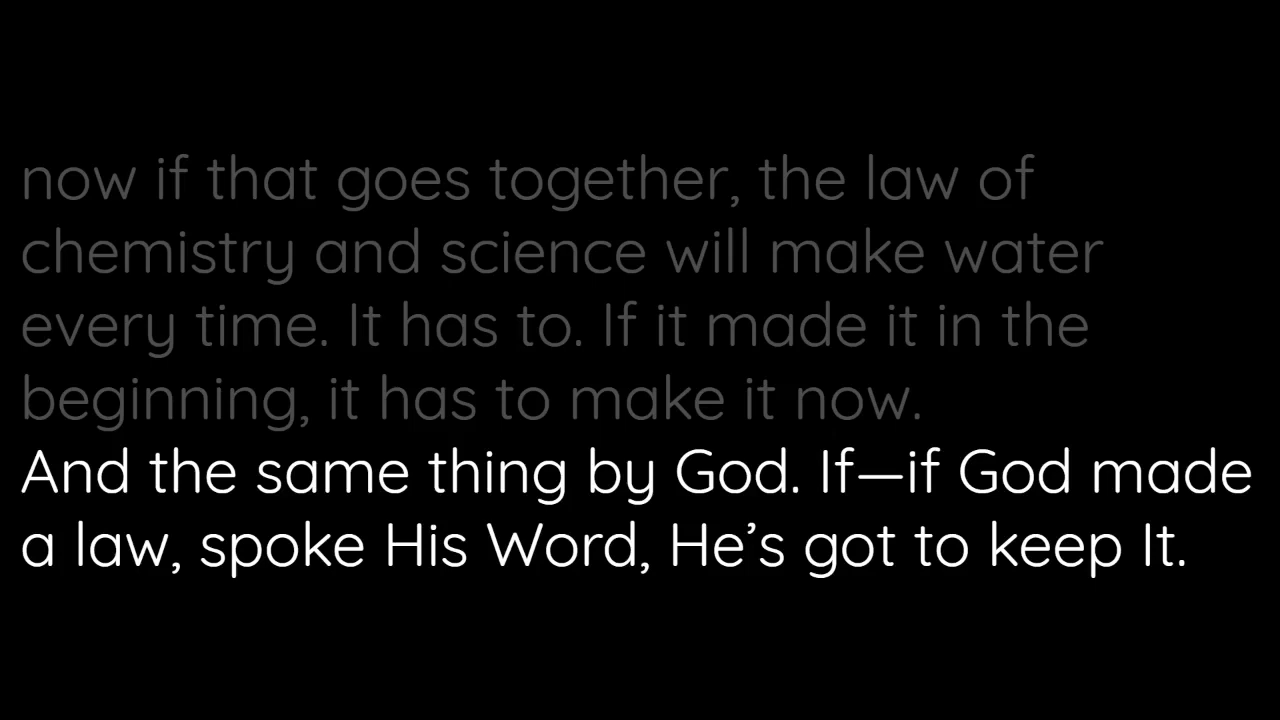 now if that goes together, the law of
chemistry and science will make water
every time. It has to. If it made it in the
beginning, it has to make it now.
And the same thing by God. If—if God made
a law, spoke His Word, He’s got to keep It.